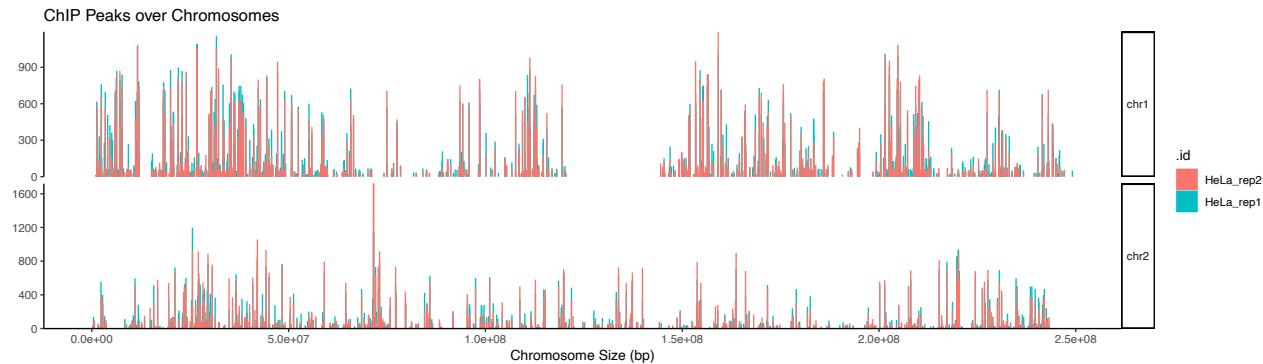 ChIP Peaks over Chromosomes
900
600
300
0
chr1
1600
1200
800
400
0
chr2
0.0e+00 5.0e+07 1.0e+08 1.5e+08 2.0e+08 2.5e+08
Chromosome Size (bp)
.id
HeLa_rep2
HeLa_rep1